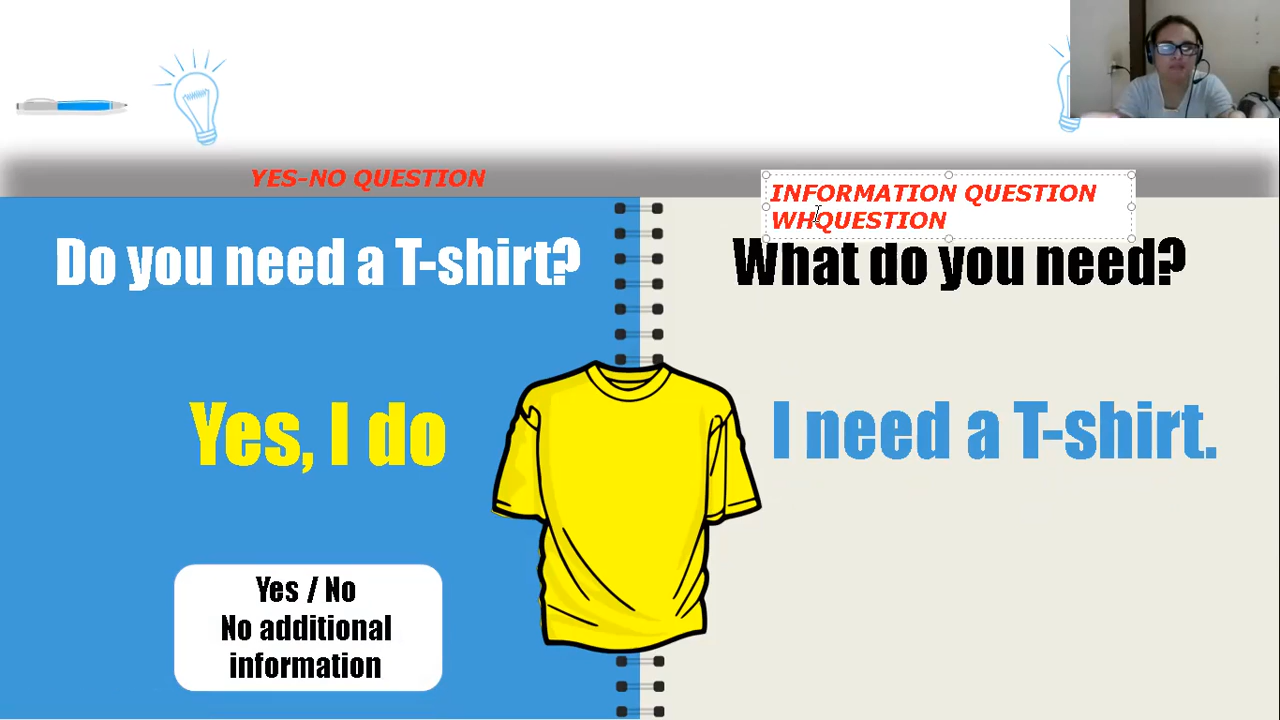 YES-NO QUESTION
INFORMATION QUESTION
WHQUESTION
Do you need a T-shirt?
What do you need?
Yes, I do
I need a T-shirt.
Yes / No
No additional
information